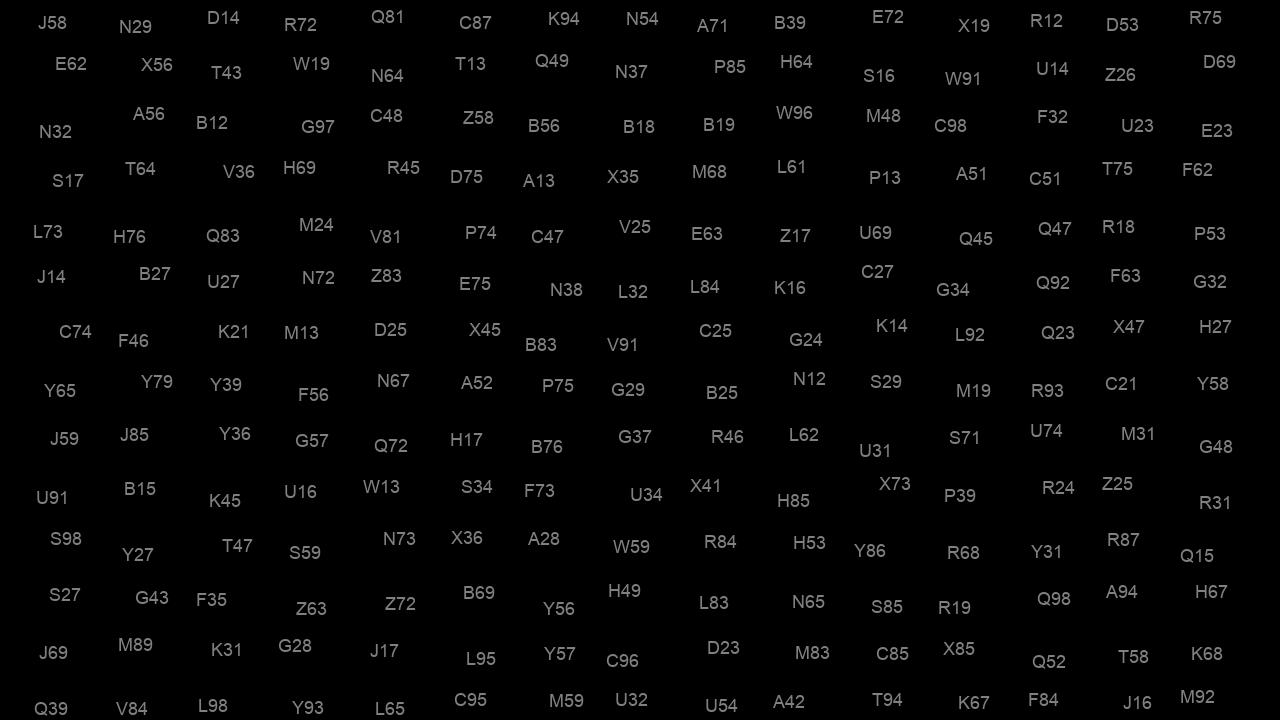 J58 N29 D14 R72 Q81 C87 K94 N54 A71 B39 E72 X19 R12 D53 R75
E62 X56 T43 W19 N64 T13 Q49 N37 P85 H64 S16 W91 U14 Z26 D69
N32 A56 B12 G97 C48 Z58 B56 B18 B19 W96 M48 C98 F32 U23 E23
S17 T64 V36 H69 R45 D75 A13 X35 M68 L61 P13 A51 C51 T75 F62
L73 H76 Q83 M24 V81 P74 C47 V25 E63 Z17 U69 Q45 Q47 R18 P53
J14 B27 U27 N72 Z83 E75 N38 L32 L84 K16 C27 G34 Q92 F63 G32
C74 F46 K21 M13 D25 X45 B83 V91 C25 G24 K14 L92 Q23 X47 H27
Y65 Y79 Y39 F56 N67 A52 P75 G29 B25 N12 S29 M19 R93 C21 Y58
J59 J85 Y36 G57 Q72 H17 B76 G37 R46 L62 U31 S71 U74 M31 G48
U91 B15 K45 U16 W13 S34 F73 U34 X41 H85 X73 P39 R24 Z25 R31
S98 Y27 T47 S59 N73 X36 A28 W59 R84 H53 Y86 R68 Y31 R87 Q15
S27 G43 F35 Z63 Z72 B69 Y56 H49 L83 N65 S85 R19 Q98 A94 H67
J69 M89 K31 G28 J17 L95 Y57 C96 D23 M83 C85 X85 Q52 T58 K68
Q39 V84 L98 Y93 L65 C95 M59 U32 U54 A42 T94 K67 F84 J16 M92